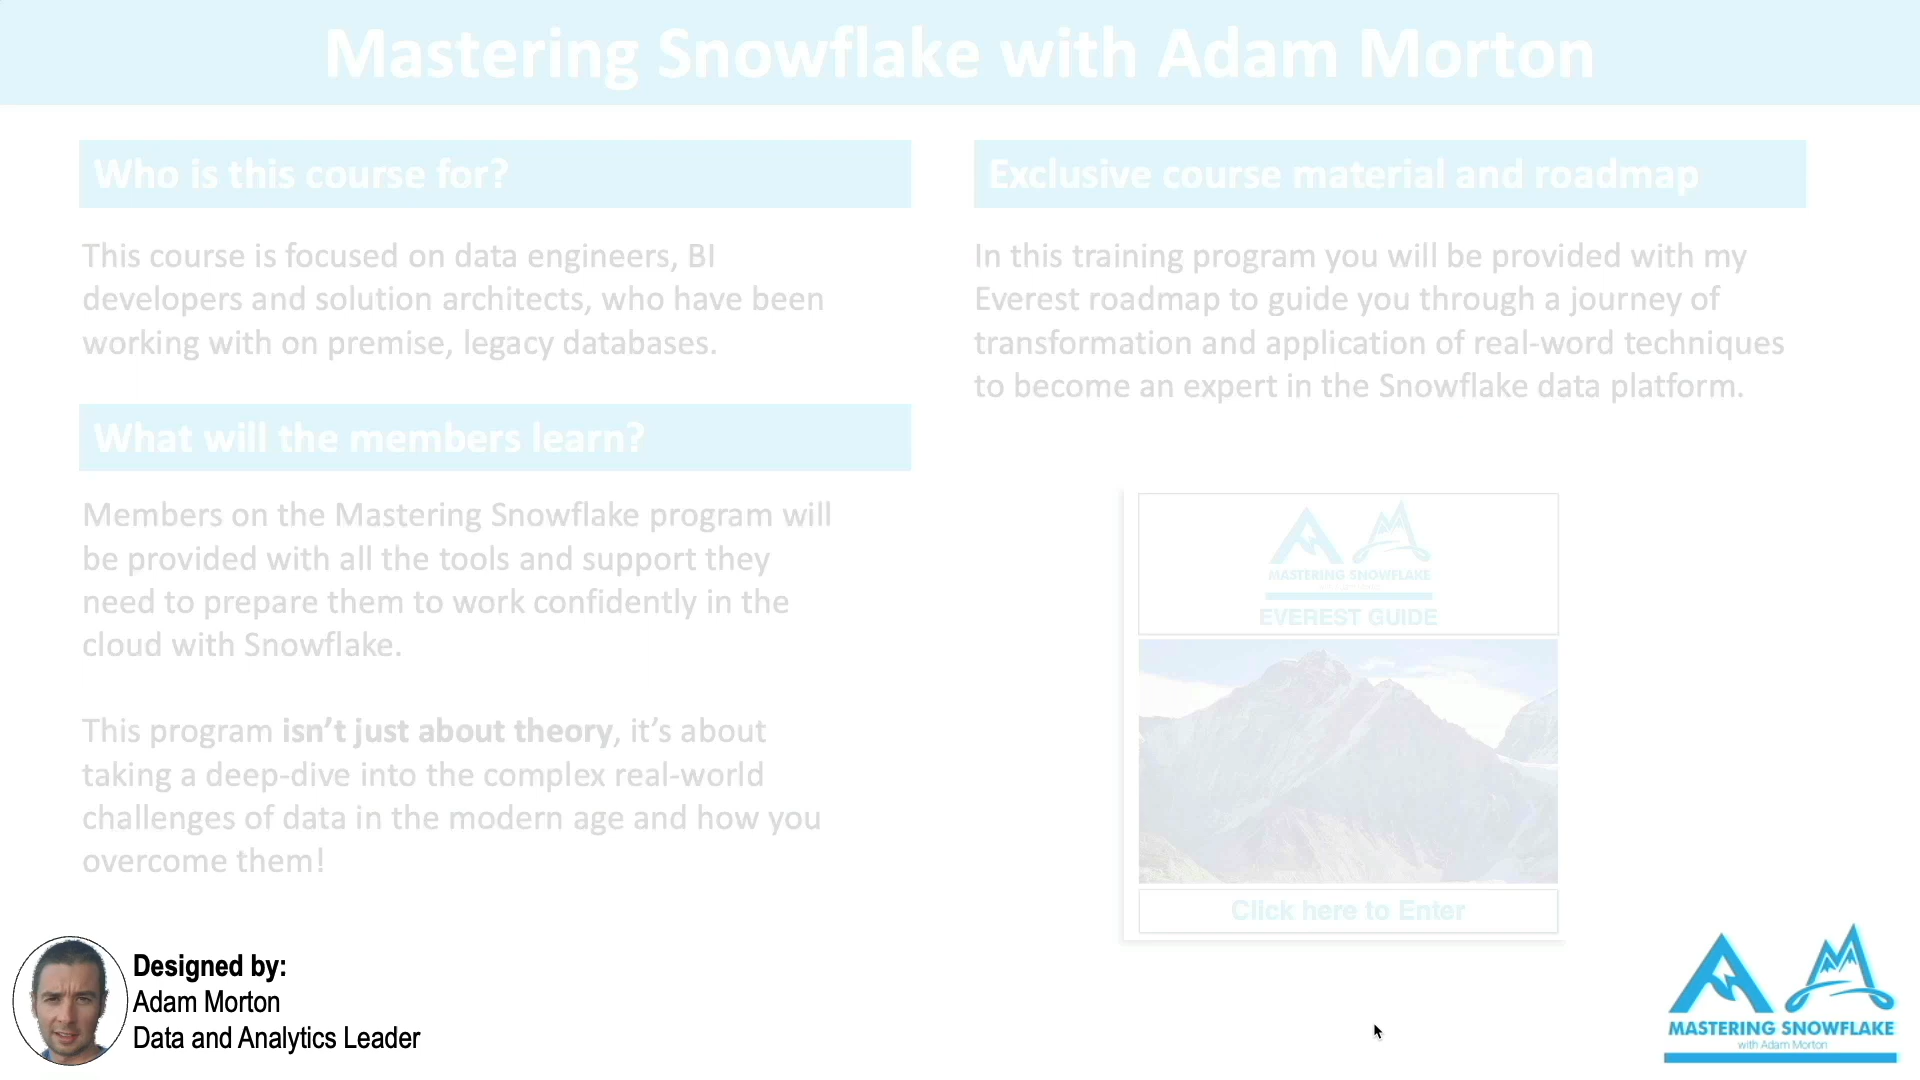 Mastering Snowflake with Adam Morton
Who is this course for?
This course is focused on data engineers, BI
developers and solution architects, who have been
working with on premise, legacy databases.
What will the members learn?
Members on the Mastering Snowflake program will
be provided with all the tools and support they
need to prepare them to work confidently in the
cloud with Snowflake.
This program isn’t just about theory, it’s about
taking a deep-dive into the complex real-world
challenges of data in the modern age and how you
overcome them!
Exclusive course material and roadmap
In this training program you will be provided with my
Everest roadmap to guide you through a journey of
transformation and application of real-word techniques
to become an expert in the Snowflake data platform.
MASTERING SNOWFLAKE
EVEREST GUIDE
Click here to Enter
Designed by:
Adam Morton
Data and Analytics Leader
MASTERING SNOWFLAKE
with Adam Morton